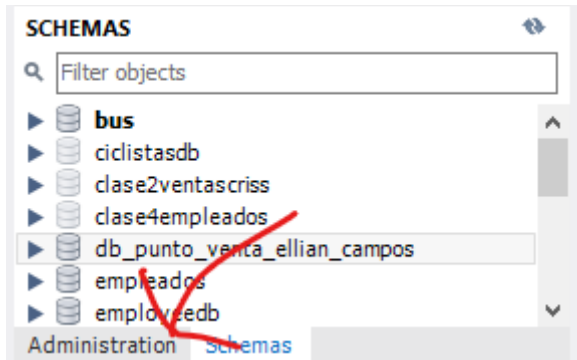 SCHEMAS
Filter objects
bus
ciclistasdb
clase2ventascriss
clase4empleados
db_punto_venta_ellian_campos
empleados
employeedb
Administration Schemas